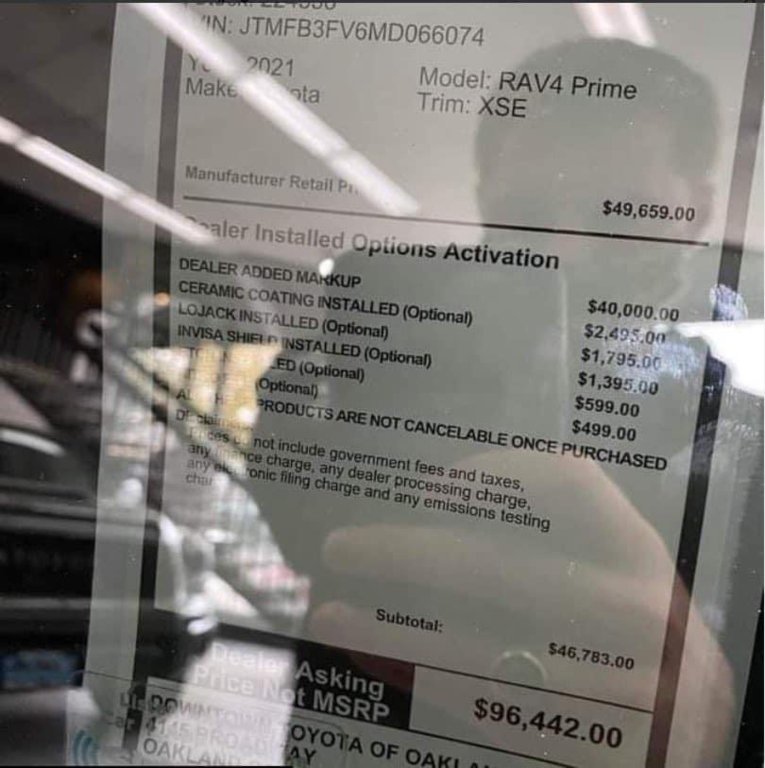 VIN: JTMFB3FV6MD066074
2021 Model: RAV4 Prime
Make Trim: XSE
Manufacturer Retail
$49,659.00
Dealer Installed Options Activation
DEALER ADDED MARKUP $40,000.00
CERAMIC COATING INSTALLED (Optional) $2,495.00
LOJACK INSTALLED (Optional) $1,795.00
INVISA SHIELD INSTALLED (Optional) $1,395.00
(Optional) $599.00
(Optional) $499.00
PRODUCTS ARE NOT CANCELABLE ONCE PURCHASED
not include government fees and taxes,
any finance charge, any dealer processing charge,
any electronic filing charge and any emissions testing
Subtotal: $46,783.00
Dealer Asking
Price Not MSRP $96,442.00
DOWNTOWN TOYOTA OF
4145
OAKLAND